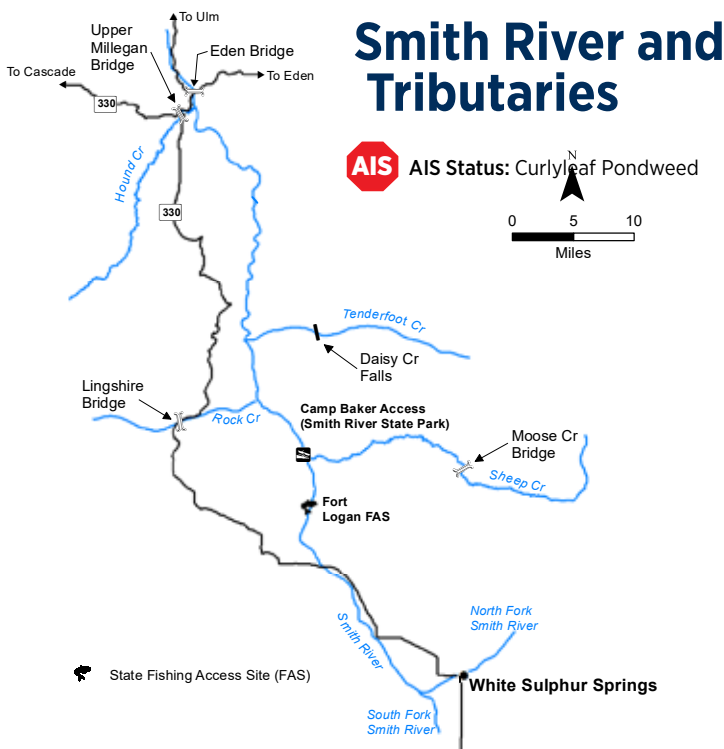 To Ulm
Smith River and
Tributaries
Upper
Millegan
Bridge
Eden Bridge
To Cascade
To Eden
330
AIS
AIS Status: Curlyleaf Pondweed
N
Hound Cr
330
0 5 10
Miles
Tenderfoot Cr
Daisy Cr
Falls
Lingshire
Bridge
Rock Cr
Camp Baker Access
(Smith River State Park)
Moose Cr
Bridge
Sheep Cr
Fort
Logan FAS
Smith River
North Fork
Smith River
State Fishing Access Site (FAS)
White Sulphur Springs
South Fork
Smith River